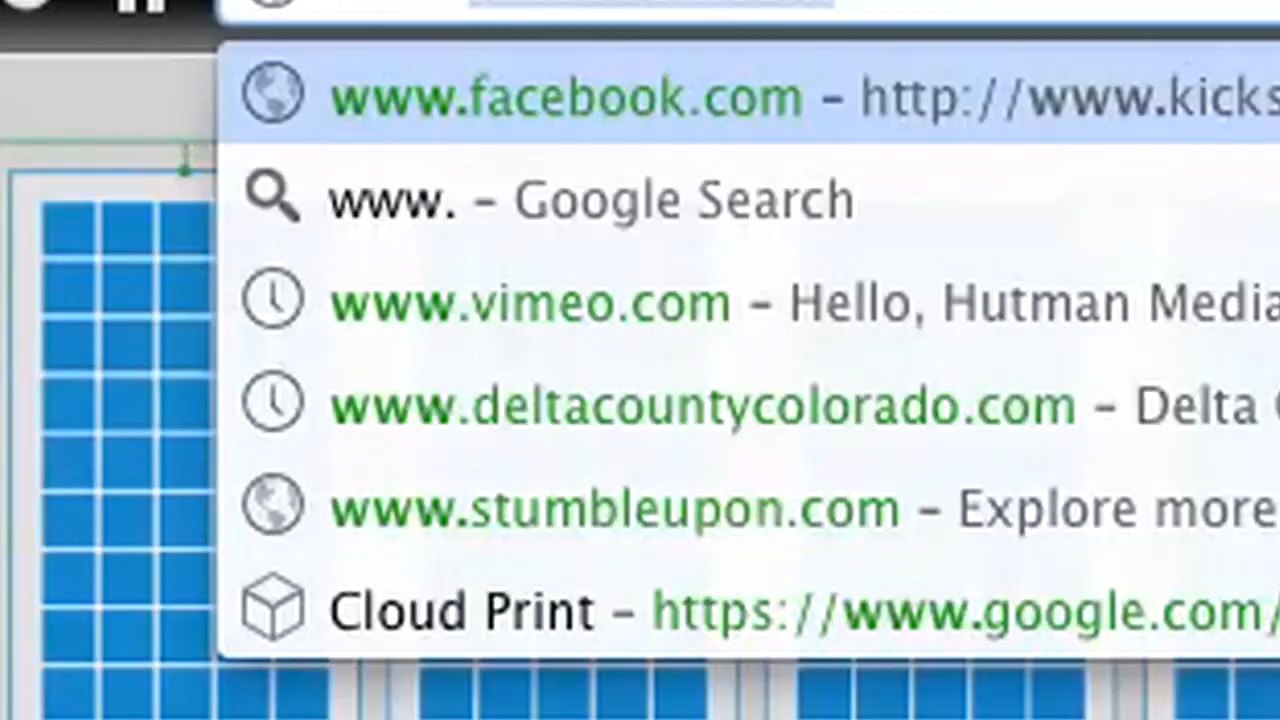 www.facebook.com – http://www.kicks
www. – Google Search
www.vimeo.com – Hello, Hutman Media
www.deltacountycolorado.com – Delta
www.stumbleupon.com – Explore more
Cloud Print – https://www.google.com/